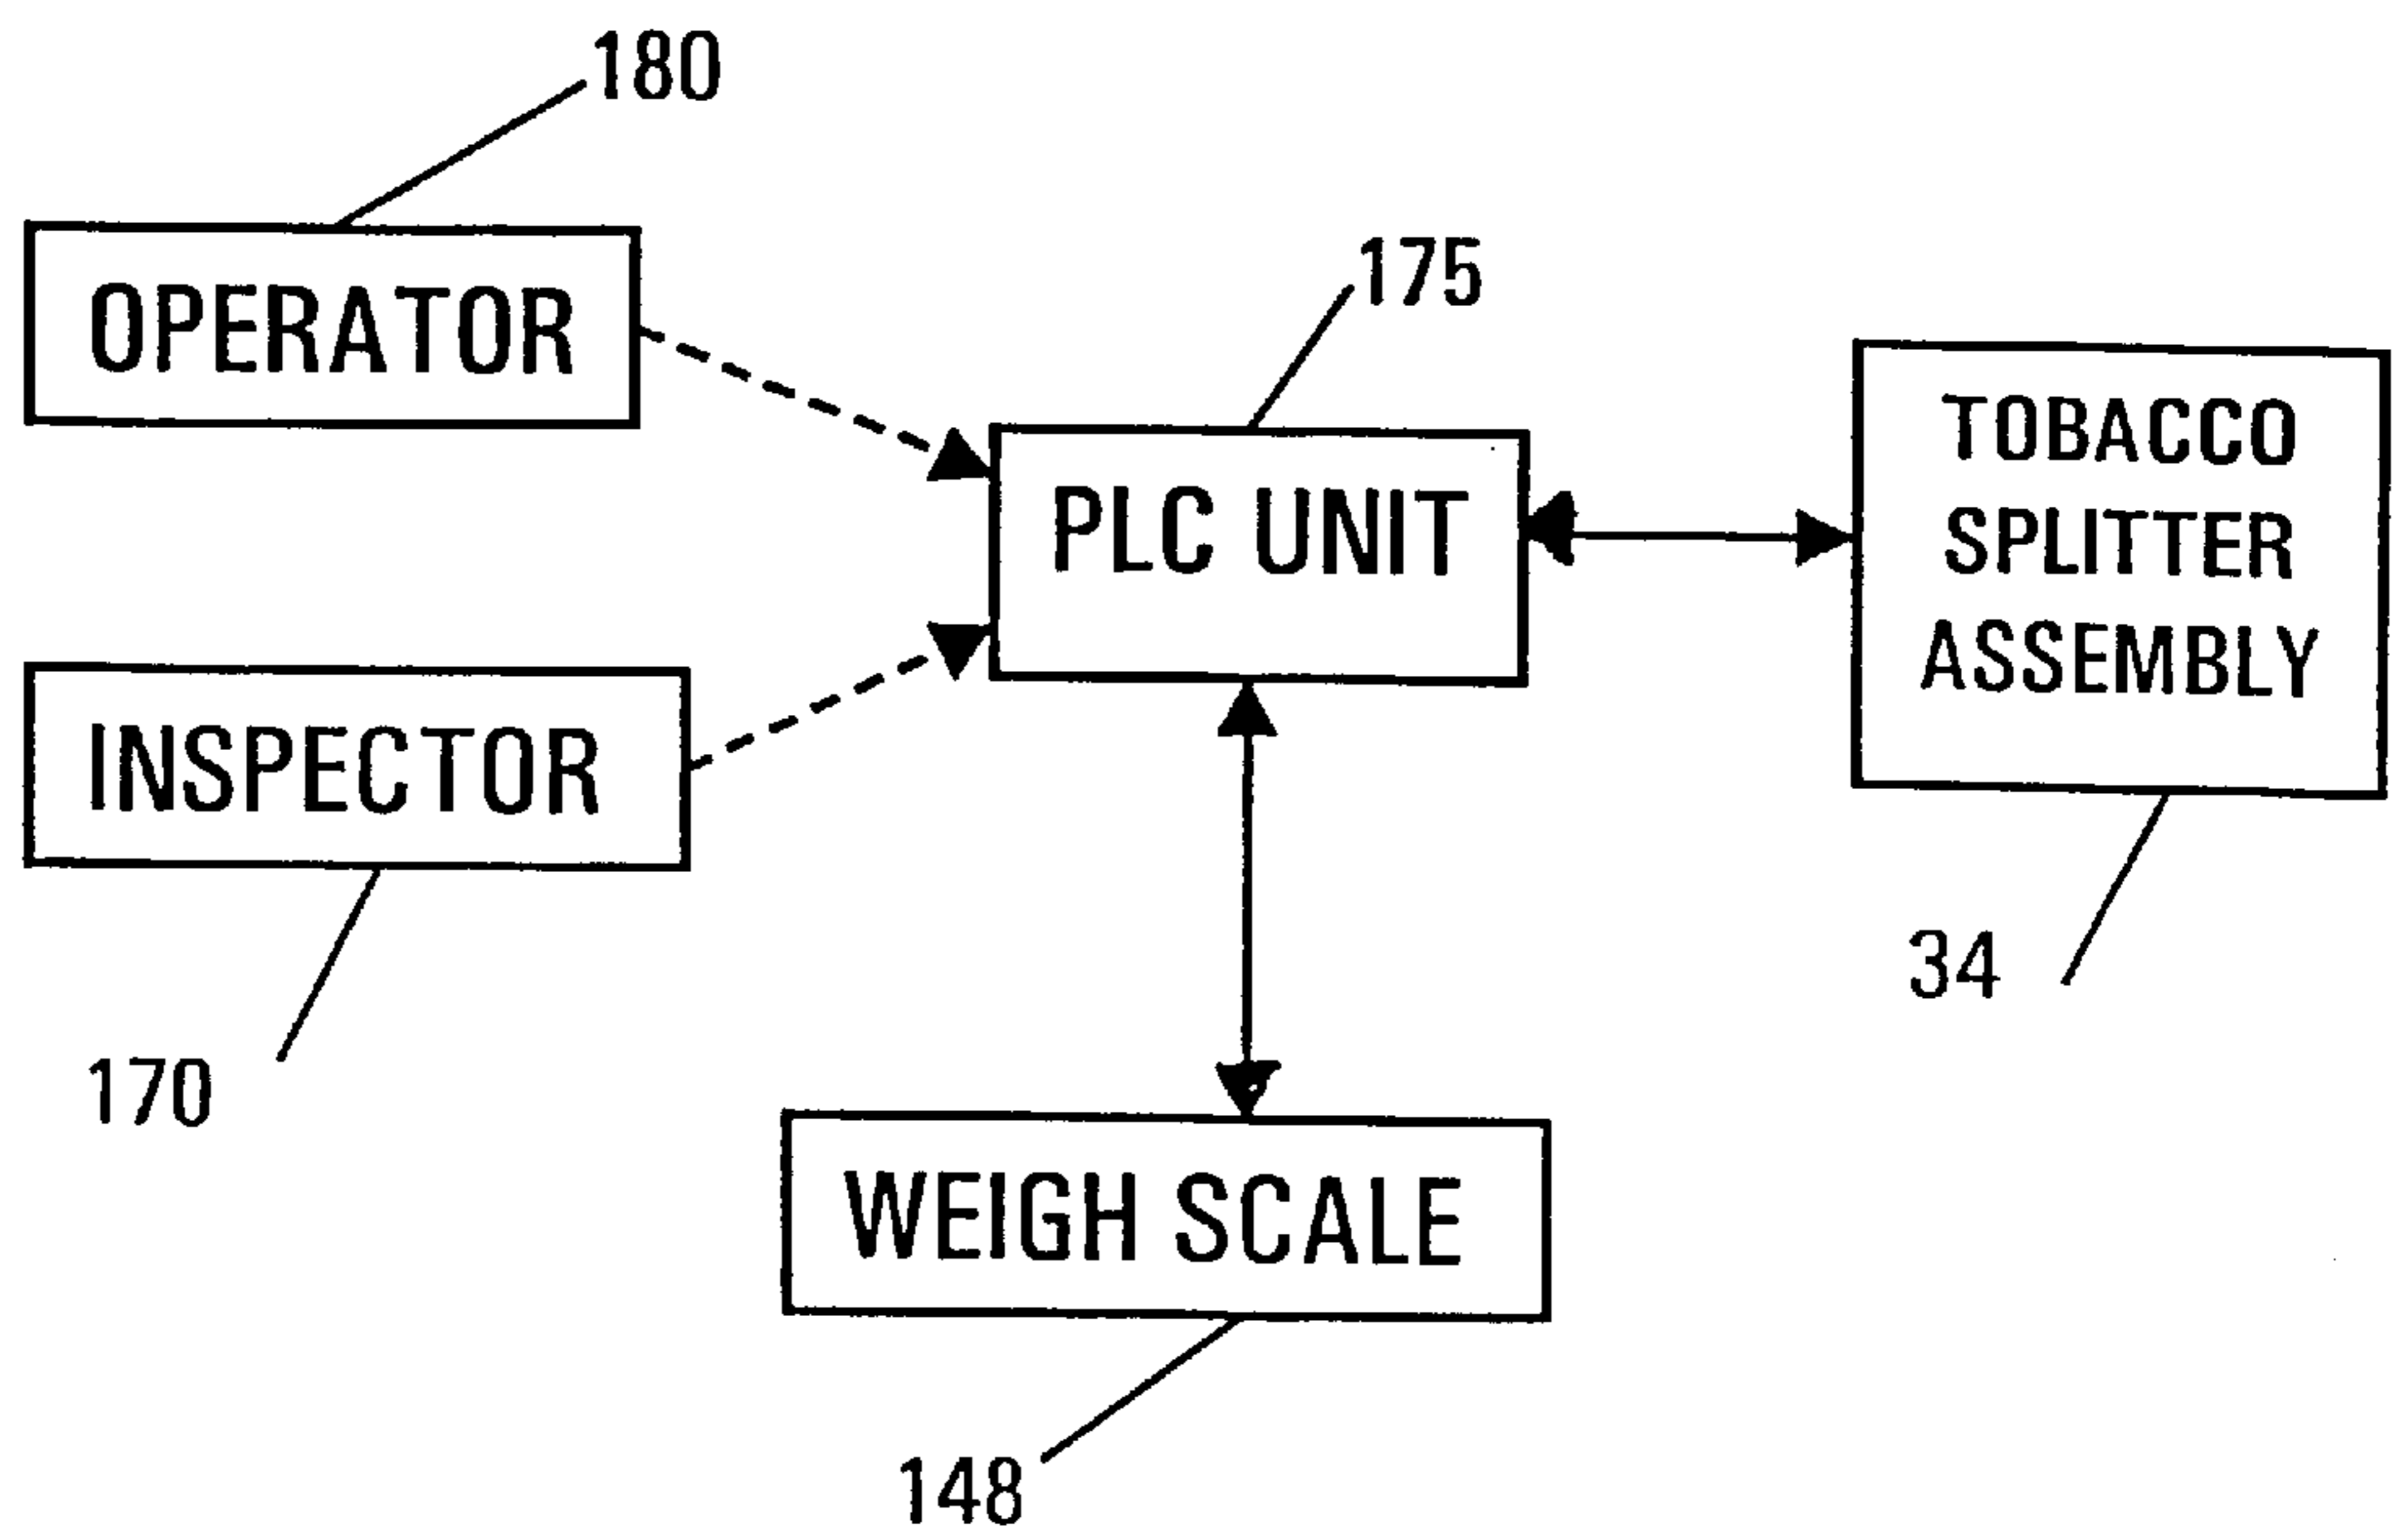 180
OPERATOR
175
PLC UNIT
TOBACCO
SPLITTER
ASSEMBLY
INSPECTOR
34
170
WEIGH SCALE
148